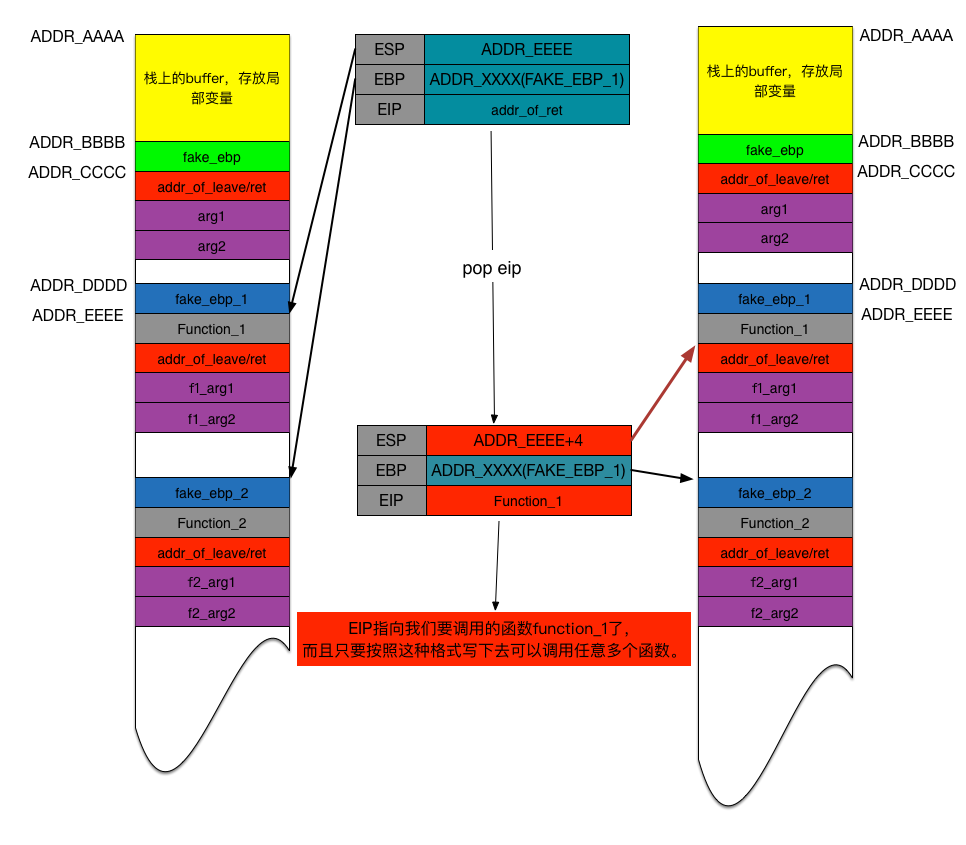 ADDR_AAAA
栈上的buffer，存放局
部变量
ADDR_BBBB
fake_ebp
ADDR_CCCC
addr_of_leave/ret
arg1
arg2
ADDR_DDDD
fake_ebp_1
ADDR_EEEE
Function_1
addr_of_leave/ret
f1_arg1
f1_arg2
fake_ebp_2
Function_2
addr_of_leave/ret
f2_arg1
f2_arg2
ESP ADDR_EEEE
EBP ADDR_XXXX(FAKE_EBP_1)
EIP addr_of_ret
pop eip
ESP ADDR_EEEE+4
EBP ADDR_XXXX(FAKE_EBP_1)
EIP Function_1
EIP指向我们要调用的函数function_1了，
而且只要按照这种格式写下去可以调用任意多个函数。
ADDR_AAAA
栈上的buffer，存放局
部变量
ADDR_BBBB
fake_ebp
ADDR_CCCC
addr_of_leave/ret
arg1
arg2
ADDR_DDDD
fake_ebp_1
ADDR_EEEE
Function_1
addr_of_leave/ret
f1_arg1
f1_arg2
fake_ebp_2
Function_2
addr_of_leave/ret
f2_arg1
f2_arg2